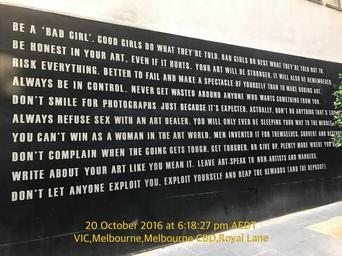 BE A 'BAD GIRL'. GOOD GIRLS DO WHAT THEY'RE TOLD. BAD GIRLS DO BEST WHAT THEY'RE TOLD NOT TO.
BE HONEST IN YOUR ART, EVEN IF IT HURTS. YOUR ART WILL BE STRONGER. IT WILL ALSO BE REMEMBERED.
RISK EVERYTHING. BETTER TO FAIL AND MAKE A SPECTACLE OF YOURSELF THAN TO MAKE BORING ART.
ALWAYS BE IN CONTROL. NEVER GET WASTED AROUND ANYONE WHO WANTS SOMETHING FROM YOU.
DON'T SMILE FOR PHOTOGRAPHS JUST BECAUSE IT'S EXPECTED. ACTUALLY, DON'T DO ANYTHING THAT'S
ALWAYS REFUSE SEX WITH AN ART DEALER. YOU WILL ONLY EVER BE SLEEPING YOUR WAY TO THE MIDDLE.
YOU CAN'T WIN AS A WOMAN IN THE ART WORLD. MEN INVENTED IT FOR THEMSELVES. SUBVERT AND
DON'T COMPLAIN WHEN THE GOING GETS TOUGH. GET TOUGHER. OR GIVE UP. PLENTY MORE WHERE YOU
WRITE ABOUT YOUR ART LIKE YOU MEAN IT. LEAVE ART-SPEAK TO NON-ARTISTS AND WANKERS.
DON'T LET ANYONE EXPLOIT YOU. EXPLOIT YOURSELF AND REAP THE REWARDS (AND THE REPROOF).
20 October 2016 at 6:18:27 pm AEDT
VIC,Melbourne,Melbourne CBD,Royal Lane